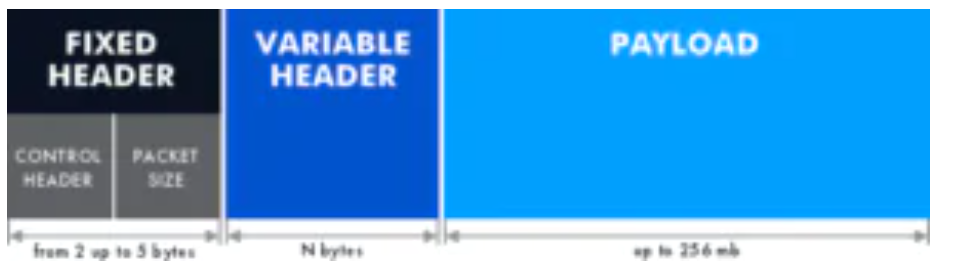 FIXED
HEADER
VARIABLE
HEADER
PAYLOAD
CONTROL
HEADER
PACKET
SIZE
from 2 up to 5 bytes
N bytes
up to 256 mb